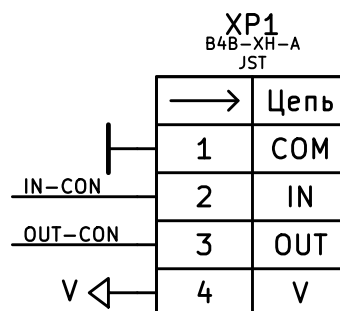 XP1
B4B-XH-A
JST
Цепь
1 COM
IN-CON 2 IN
OUT-CON 3 OUT
V 4 V